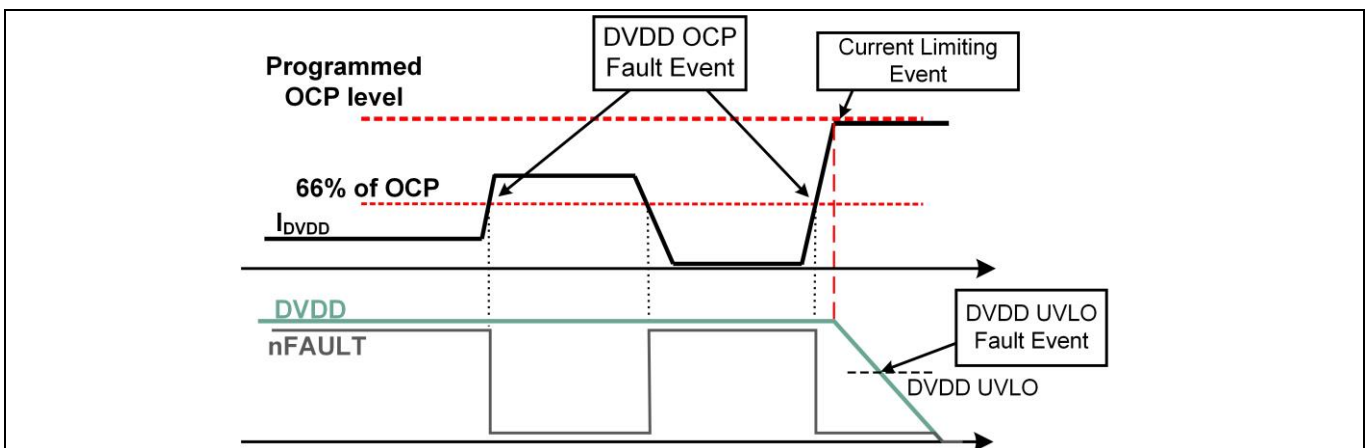 DVDD OCP
Fault Event
Current Limiting
Event
Programmed
OCP level
66% of OCP
IDVDD
DVDD
nFAULT
DVDD UVLO
Fault Event
DVDD UVLO